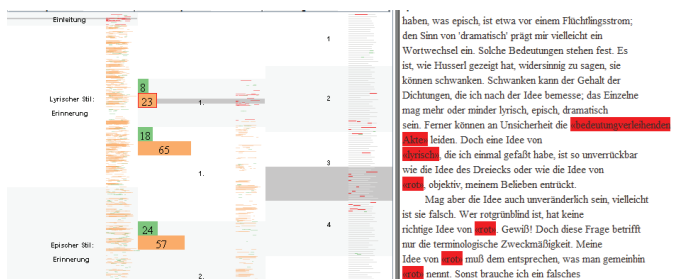 Einleitung
1
8
23
1.
2
Lyrischer Stil:
Erinnerung
18
65
3
1.
24
57
4
Epischer Stil:
Erinnerung
2.
haben, was episch, ist etwa vor einem Flüchtlingsstrom;
den Sinn von 'dramatisch' prägt mir vielleicht ein
Wortwechsel ein. Solche Bedeutungen stehen fest. Es
ist, wie Husserl gezeigt hat, widersinnig zu sagen, sie
können schwanken. Schwanken kann der Gehalt der
Dichtungen, die ich nach der Idee bemesse; das Einzelne
mag mehr oder minder lyrisch, episch, dramatisch
sein. Ferner können an Unsicherheit die »bedeutungverleihenden
Akte« leiden. Doch eine Idee von
»lyrisch«, die ich einmal gefaßt habe, ist so unverrückbar
wie die Idee des Dreiecks oder wie die Idee von
»rot«, objektiv, meinem Belieben entrückt.
Mag aber die Idee auch unveränderlich sein, vielleicht
ist sie falsch. Wer rotgrünblind ist, hat keine
richtige Idee von »rot«. Gewiß! Doch diese Frage betrifft
nur die terminologische Zweckmäßigkeit. Meine
Idee von »rot« muß dem entsprechen, was man gemeinhin
»rot« nennt. Sonst brauche ich ein falsches